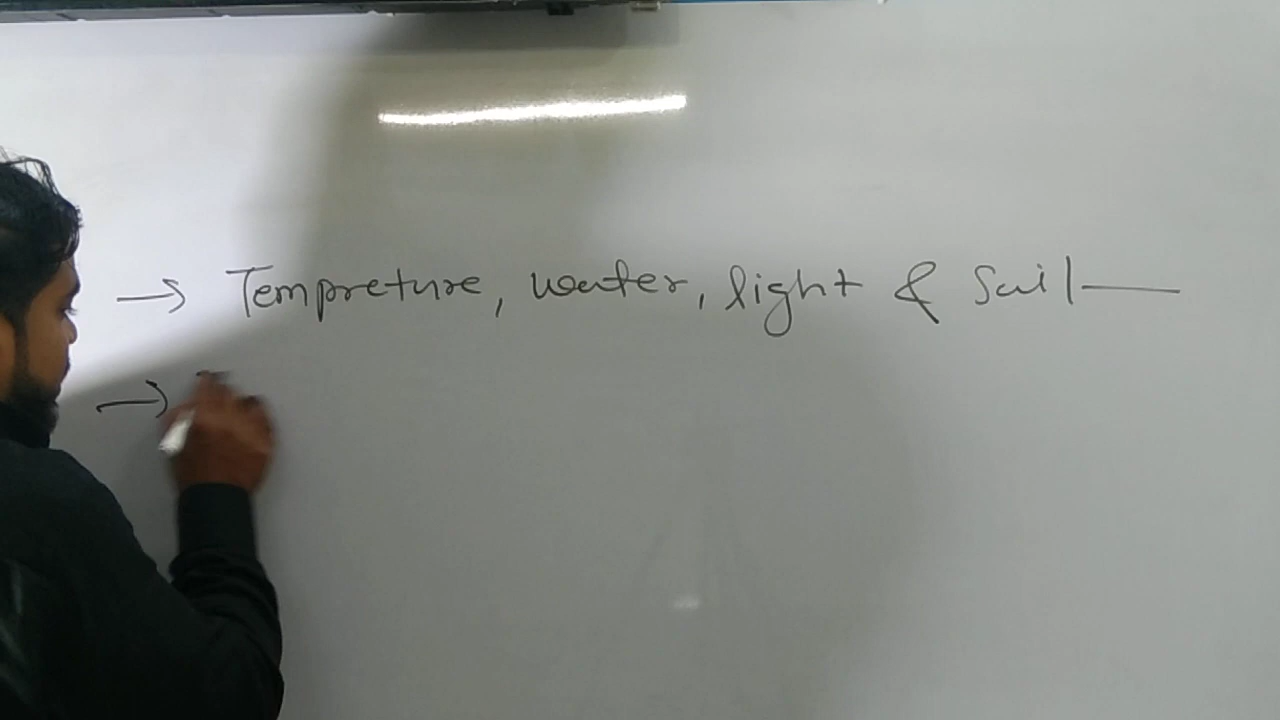 → Tempreture, water, light & Soil—
→